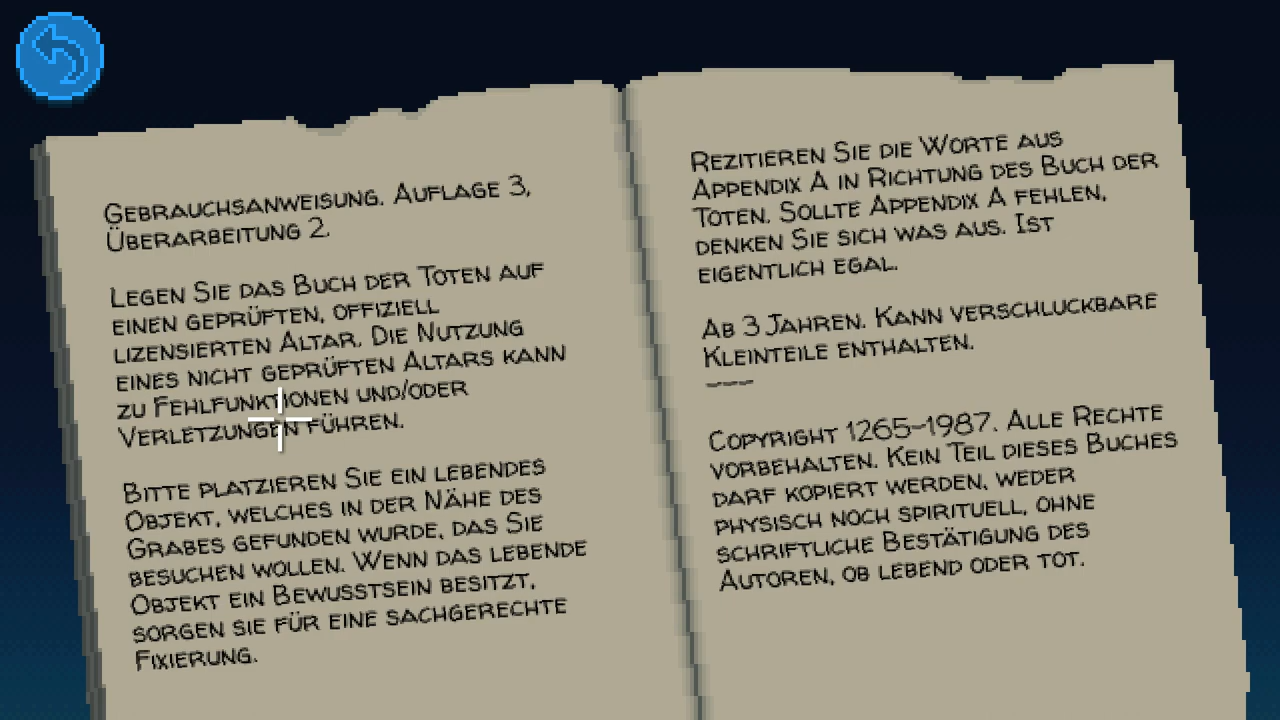 Gebrauchsanweisung. Auflage 3,
Überarbeitung 2.
Legen Sie das Buch der Toten auf
einen geprüften, offiziell
lizensierten Altar. Die Nutzung
eines nicht geprüften Altars kann
zu Fehlfunktionen und/oder
Verletzungen führen.
Bitte platzieren Sie ein lebendes
Objekt, welches in der Nähe des
Grabes gefunden wurde, das Sie
besuchen wollen. Wenn das lebende
Objekt ein Bewusstsein besitzt,
sorgen sie für eine sachgerechte
Fixierung.
Rezitieren Sie die Worte aus
Appendix A in Richtung des Buch der
Toten. Sollte Appendix A fehlen,
denken Sie sich was aus. Ist
eigentlich egal.
Ab 3 Jahren. Kann verschluckbare
Kleinteile enthalten.
---
Copyright 1265-1987. Alle Rechte
vorbehalten. Kein Teil dieses Buches
darf kopiert werden, weder
physisch noch spirituell, ohne
schriftliche Bestätigung des
Autoren, ob lebend oder tot.